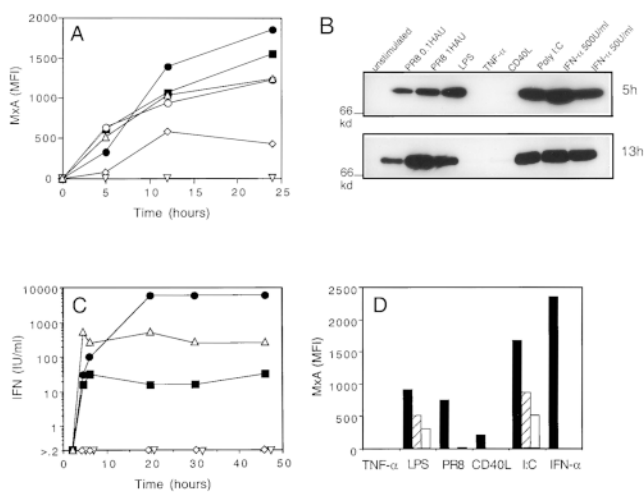 A
MxA (MFI)
2000
1500
1000
500
0
0 5 10 15 20 25
Time (hours)
B
unstimulated
PR8 0.1HAU
PR8 1HAU
LPS
TNF-α
CD40L
Poly I:C
IFN-α 500U/ml
IFN-α 50U/ml
66
kd
5h
66
kd
13h
C
IFN (IU/ml)
10000
1000
100
10
1
>.2
0 10 20 30 40 50
Time (hours)
D
MxA (MFI)
2500
2000
1500
1000
500
0
TNF-α LPS PR8 CD40L I:C IFN-α